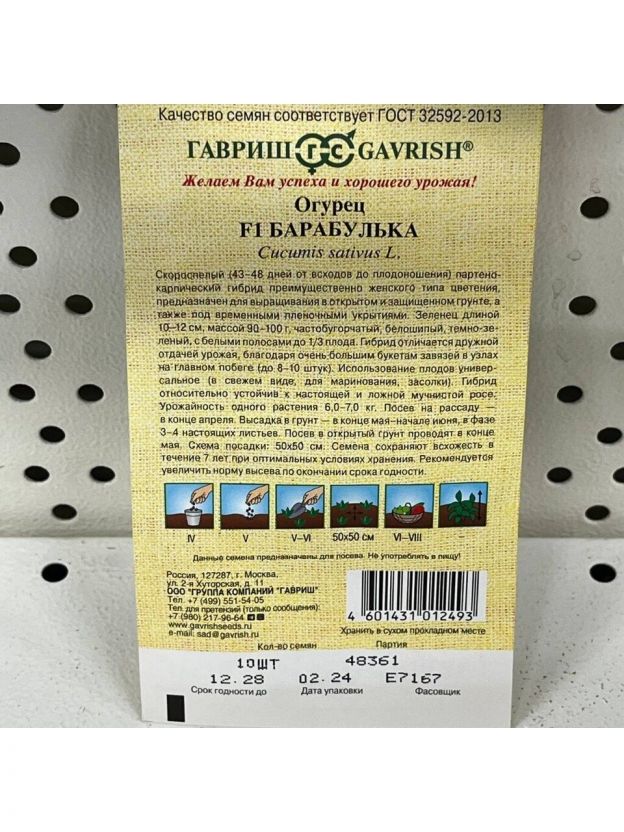 Качество семян соответствует ГОСТ 32592-2013
ГАВРИШ ГС GAVRISH®
Желаем Вам успеха и хорошего урожая!
Огурец
F1 БАРАБУЛЬКА
Cucumis sativus L.
Скороспелый (43-48 дней от всходов до плодоношения) партено-
карпический гибрид преимущественно женского типа цветения,
предназначен для выращивания в открытом и защищенном грунте, а
также под временными пленочными укрытиями. Зеленец длиной
10-12 см, массой 90-100 г, частобугорчатый, белошипый, темно-зе-
леный, с белыми полосами до 1/3 плода. Гибрид отличается дружной
отдачей урожая, благодаря очень большим букетам завязей в узлах
на главном побеге (до 8-10 штук). Использование плодов универ-
сальное (в свежем виде, для маринования, засолки). Гибрид
относительно устойчив к настоящей и ложной мучнистой росе.
Урожайность одного растения 6,0-7,0 кг. Посев на рассаду —
в конце апреля. Высадка в грунт — в конце мая-начале июня, в фазе
3-4 настоящих листьев. Посев в открытый грунт проводят в конце
мая. Схема посадки: 50х50 см. Семена сохраняют всхожесть в
течение 7 лет при оптимальных условиях хранения. Рекомендуется
увеличить норму высева по окончании срока годности.
IV V V-VI 50х50 см VI-VIII –
Данные семена предназначены для посева. Не употреблять в пищу!
Россия, 127287, г. Москва,
ул. 2-я Хуторская, д. 11
ООО "ГРУППА КОМПАНИЙ "ГАВРИШ"
Тел. +7 (499) 551-54-05
Тел. для претензий (только сообщения):
+7 (980) 217-96-64
www.gavrishseeds.ru
e-mail: sad@gavrish.ru
4 601431 012493
Хранить в сухом прохладном месте
Кол-во семян Партия
10ШТ 48361
12.28 02.24 Е7167
Срок годности до Дата упаковки Фасовщик